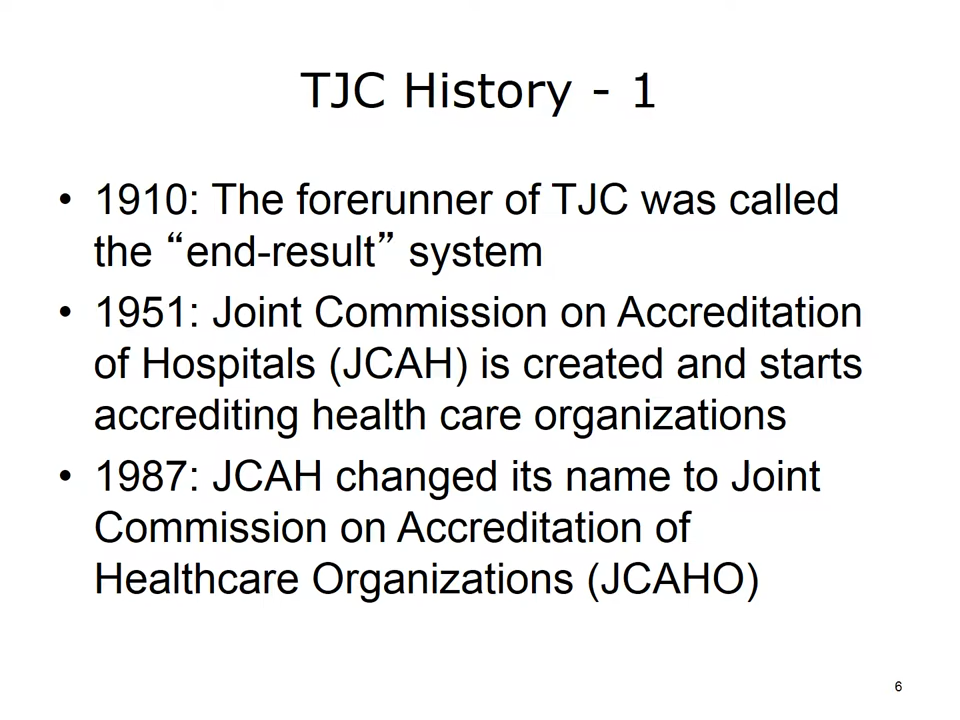 TJC History - 1
• 1910: The forerunner of TJC was called
the “end-result” system
• 1951: Joint Commission on Accreditation
of Hospitals (JCAH) is created and starts
accrediting health care organizations
• 1987: JCAH changed its name to Joint
Commission on Accreditation of
Healthcare Organizations (JCAHO)
6